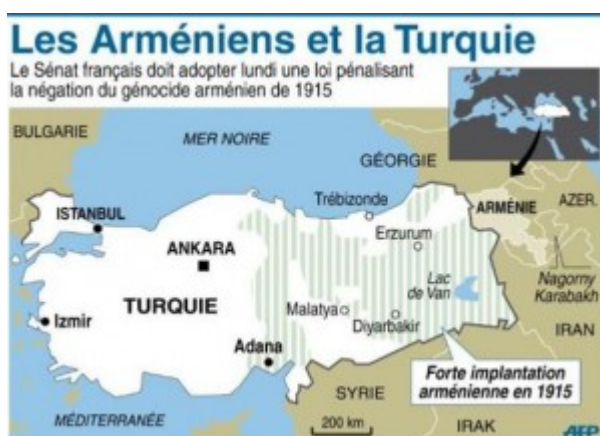 Les Arméniens et la Turquie
Le Sénat français doit adopter lundi une loi pénalisant
la négation du génocide arménien de 1915
BULGARIE
MER NOIRE
GÉORGIE
Trébizonde
ARMÉNIE
AZER.
ISTANBUL
Erzurum
ANKARA
Lac
de Van
Nagorny
Karabakh
TURQUIE
Malatya
Diyarbakir
Izmir
IRAN
Adana
Forte implantation
arménienne en 1915
SYRIE
MÉDITERRANÉE
200 km
IRAK
AFP